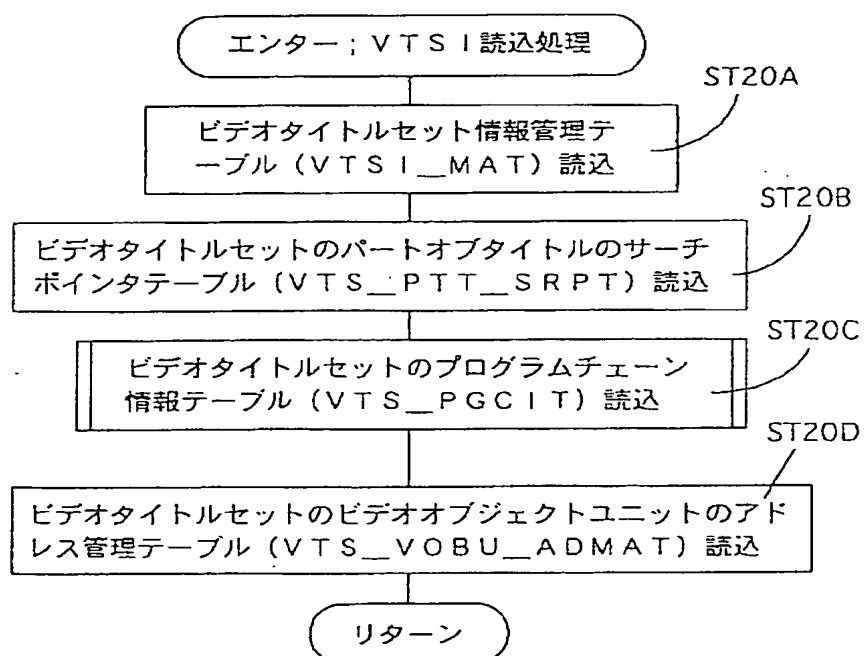 エンター；ＶＴＳＩ読込処理
ST20A
ビデオタイトルセット情報管理テ
ーブル（ＶＴＳＩ＿ＭＡＴ）読込
ST20B
ビデオタイトルセットのパートオブタイトルのサーチ
ポインタテーブル（ＶＴＳ＿ＰＴＴ＿ＳＲＰＴ）読込
ST20C
ビデオタイトルセットのプログラムチェーン
情報テーブル（ＶＴＳ＿ＰＧＣＩＴ）読込
ST20D
ビデオタイトルセットのビデオオブジェクトユニットのアド
レス管理テーブル（ＶＴＳ＿ＶＯＢＵ＿ＡＤＭＡＴ）読込
リターン